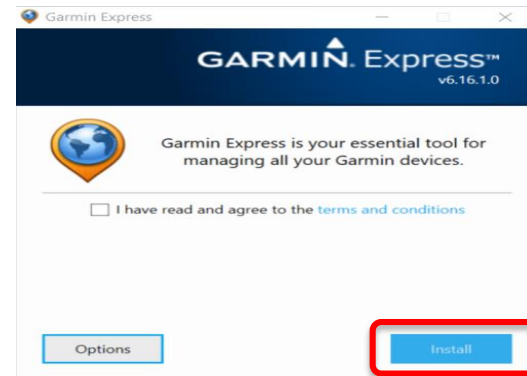 Garmin Express
GARMIN. Express™
v6.16.1.0
Garmin Express is your essential tool for
managing all your Garmin devices.
I have read and agree to the terms and conditions
Options
Install